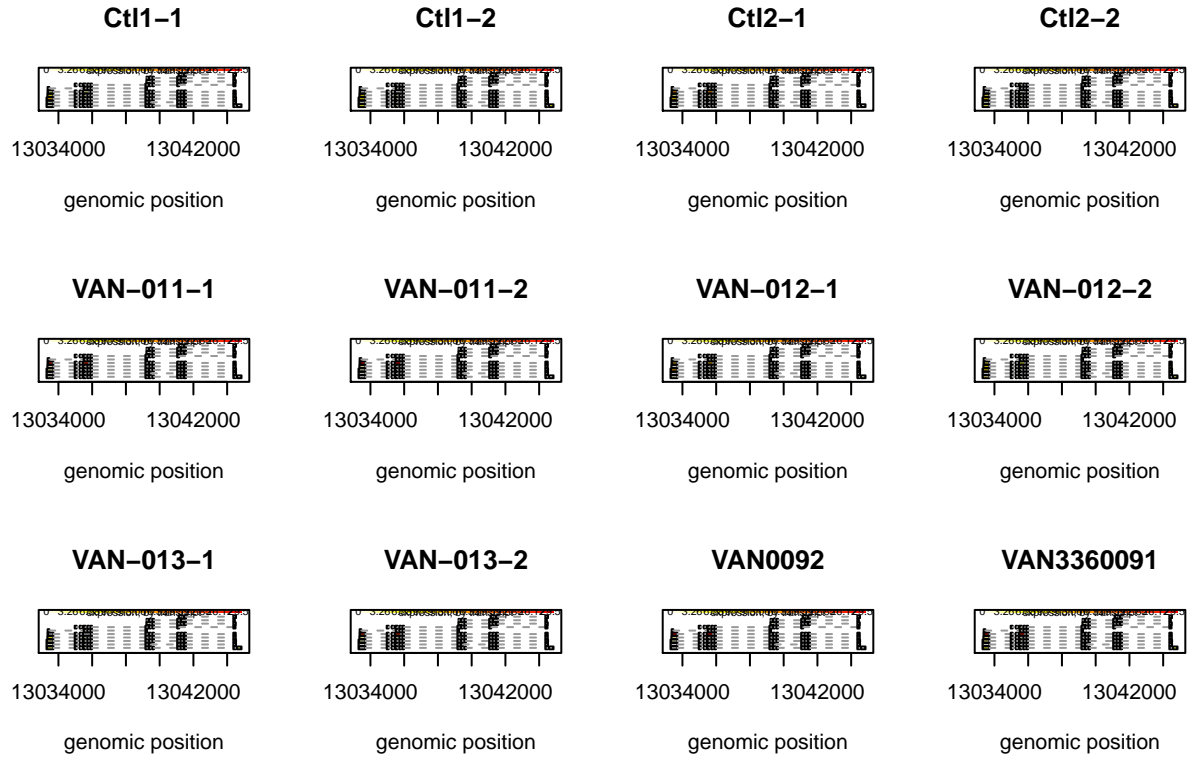 Ctl1−1 Ctl1−2 Ctl2−1 Ctl2−2
13034000 13042000 13034000 13042000 13034000 13042000 13034000 13042000
genomic position genomic position genomic position genomic position
VAN−011−1 VAN−011−2 VAN−012−1 VAN−012−2
13034000 13042000 13034000 13042000 13034000 13042000 13034000 13042000
genomic position genomic position genomic position genomic position
VAN−013−1 VAN−013−2 VAN0092 VAN3360091
13034000 13042000 13034000 13042000 13034000 13042000 13034000 13042000
genomic position genomic position genomic position genomic position